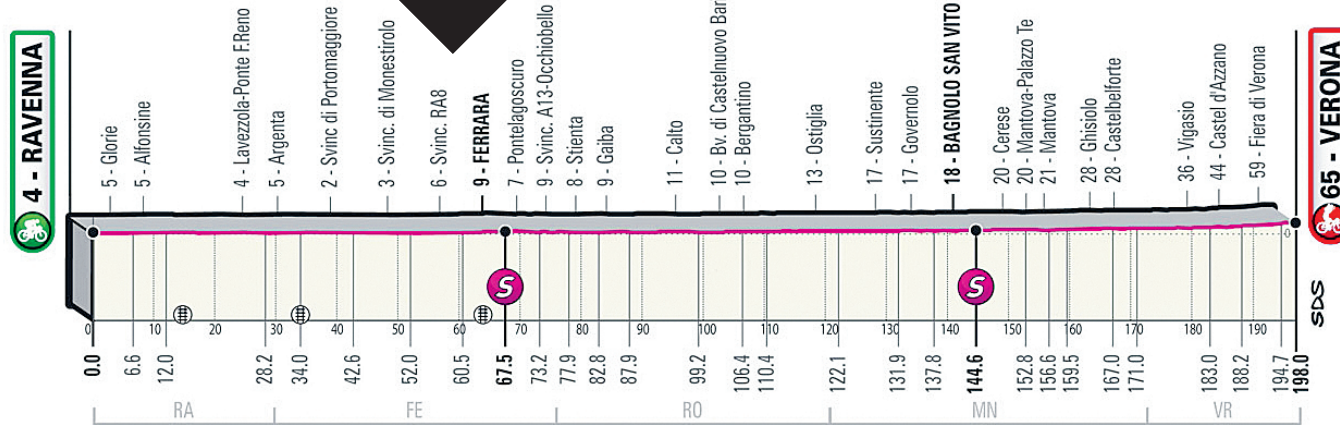 4 - RAVENNA
5 - Glorie
5 - Alfonsine
4 - Lavezzola-Ponte F.Reno
5 - Argenta
2 - Svinc di Portomaggiore
3 - Svinc. di Monestirolo
6 - Svinc. RA8
9 - FERRARA
7 - Pontelagoscuro
9 - Svinc. A13-Occhiobello
8 - Stienta
9 - Gaiba
11 - Calto
10 - Bv. di Castelnuovo Bar
10 - Bergantino
13 - Ostiglia
17 - Sustinente
17 - Governolo
18 - BAGNOLO SAN VITO
20 - Cerese
20 - Mantova-Palazzo Te
21 - Mantova
28 - Ghisiolo
28 - Castelbelforte
36 - Vigasio
44 - Castel d'Azzano
59 - Fiera di Verona
65 - VERONA
0
S
S
0 10 20 30 40 50 60 70 80 90 100 110 120 130 140 150 160 170 180 190
0.0 6.6 12.0 28.2 34.0 42.6 52.0 60.5 67.5 73.2 77.9 82.8 87.9 99.2 106.4 110.4 122.1 131.9 137.8 144.6 152.8 156.6 159.5 167.0 171.0 183.0 188.2 194.7 198.0
SDS
RA FE RO MN VR